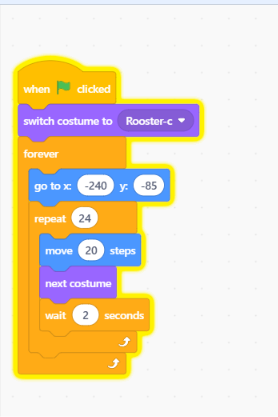 when clicked
switch costume to Rooster-c
forever
go to x: -240 y: -85
repeat 24
move 20 steps
next costume
wait 2 seconds